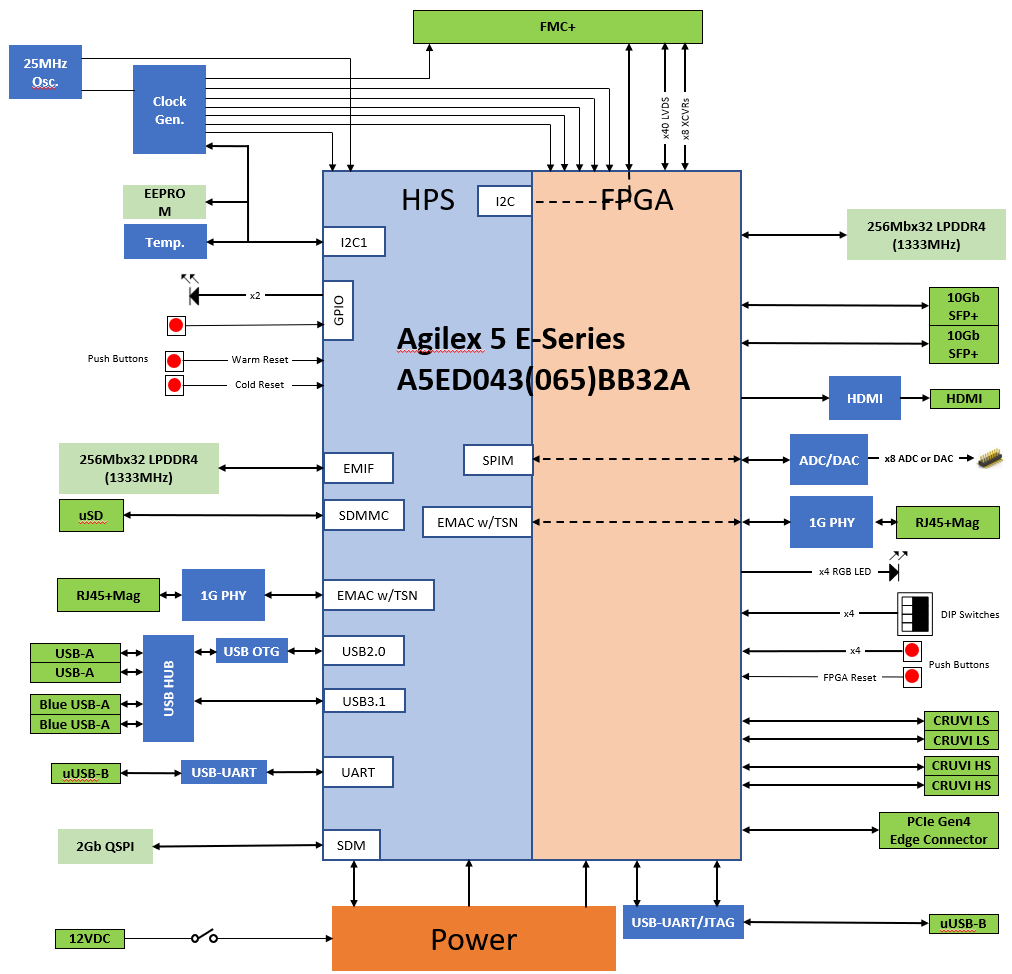 FMC+
25MHz
Osc.
Clock
Gen.
x40 LVDS
x8 XCVRs
HPS
FPGA
I2C
EEPRO
M
Temp.
I2C1
256Mbx32 LPDDR4
(1333MHz)
x2
GPIO
10Gb
SFP+
10Gb
SFP+
Push Buttons
Warm Reset
Cold Reset
Agilex 5 E-Series
A5ED043(065)BB32A
HDMI
HDMI
256Mbx32 LPDDR4
(1333MHz)
EMIF
SPIM
ADC/DAC
x8 ADC or DAC
uSD
SDMMC
EMAC w/TSN
1G PHY
RJ45+Mag
x4 RGB LED
RJ45+Mag
1G PHY
EMAC w/TSN
x4
DIP Switches
USB-A
USB-A
Blue USB-A
Blue USB-A
USB HUB
USB OTG
USB2.0
USB3.1
x4
Push Buttons
FPGA Reset
CRUVI LS
CRUVI LS
CRUVI HS
CRUVI HS
uUSB-B
USB-UART
UART
PCIe Gen4
Edge Connector
2Gb QSPI
SDM
12VDC
Power
USB-UART/JTAG
uUSB-B